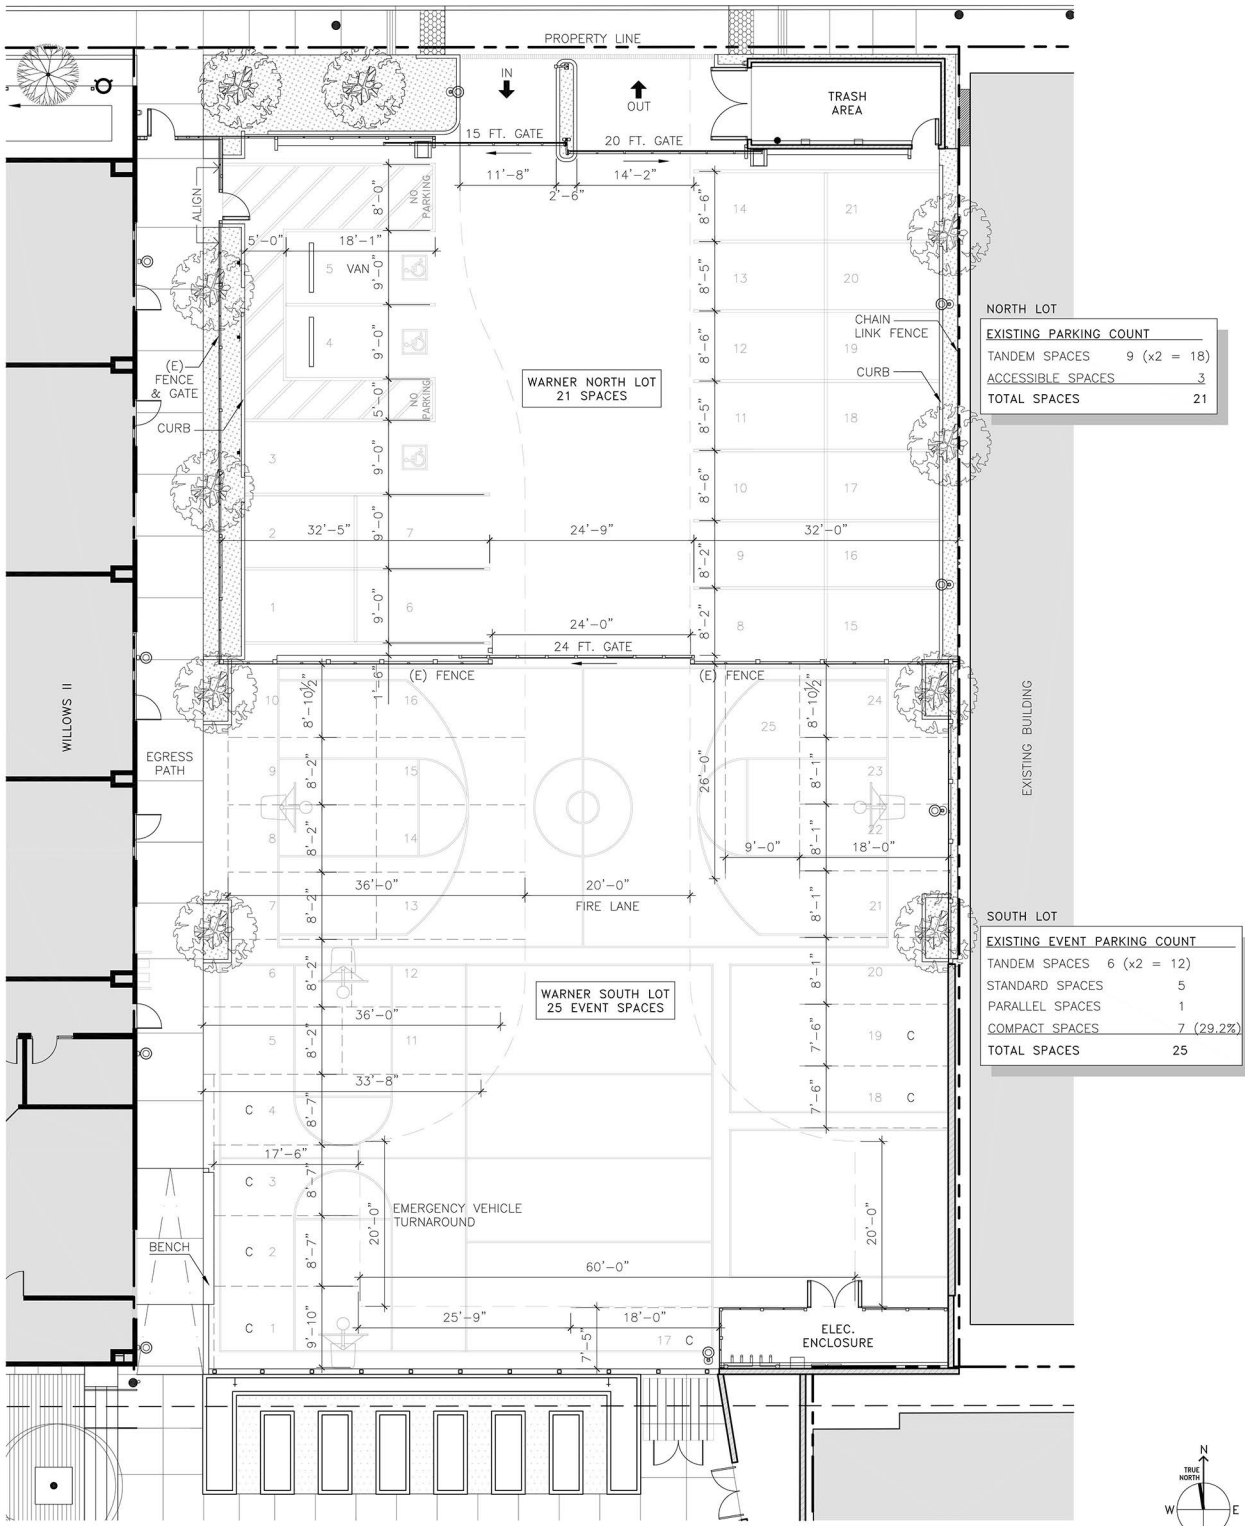 PROPERTY LINE
IN
OUT
TRASH
AREA
15 FT. GATE
20 FT. GATE
11'-8"
14'-2"
2'-6"
ALIGN
8'-0"
NO
PARKING
8'-6"
14
21
5'-0"
18'-1"
5
VAN
9'-0"
8'-5"
13
20
CHAIN
LINK FENCE
(E)
FENCE
& GATE
4
9'-0"
8'-6"
12
19
CURB
WARNER NORTH LOT
21 SPACES
5'-0"
NO
PARKING
CURB
8'-5"
11
18
3
9'-0"
8'-6"
10
17
32'-5"
24'-9"
32'-0"
2
9'-0"
7
8'-2"
9
16
1
9'-0"
6
24'-0"
8'-2"
8
15
24 FT. GATE
(E) FENCE
(E) FENCE
1'-6"
NORTH LOT
EXISTING PARKING COUNT
TANDEM SPACES 9 (x2 = 18)
ACCESSIBLE SPACES 3
TOTAL SPACES 21
WILLOWS II
EGRESS
PATH
EXISTING BUILDING
10
8'-10½"
16
25
8'-10½"
24
9
8'-2"
15
26'-0"
8'-1"
23
8
8'-2"
14
8'-1"
22
9'-0"
18'-0"
36'-0"
20'-0"
FIRE LANE
7
8'-2"
13
8'-1"
21
6
8'-2"
12
8'-1"
20
WARNER SOUTH LOT
25 EVENT SPACES
36'-0"
5
8'-2"
11
7'-6"
19 C
33'-8"
C 4
8'-7"
7'-6"
18 C
17'-6"
C 3
8'-7"
EMERGENCY VEHICLE
TURNAROUND
20'-0"
20'-0"
BENCH
C 2
8'-7"
60'-0"
25'-9"
18'-0"
C 1
9'-10"
7'-5"
17 C
ELEC.
ENCLOSURE
SOUTH LOT
EXISTING EVENT PARKING COUNT
TANDEM SPACES 6 (x2 = 12)
STANDARD SPACES 5
PARALLEL SPACES 1
COMPACT SPACES 7 (29.2%)
TOTAL SPACES 25
N
TRUE
NORTH
W
E